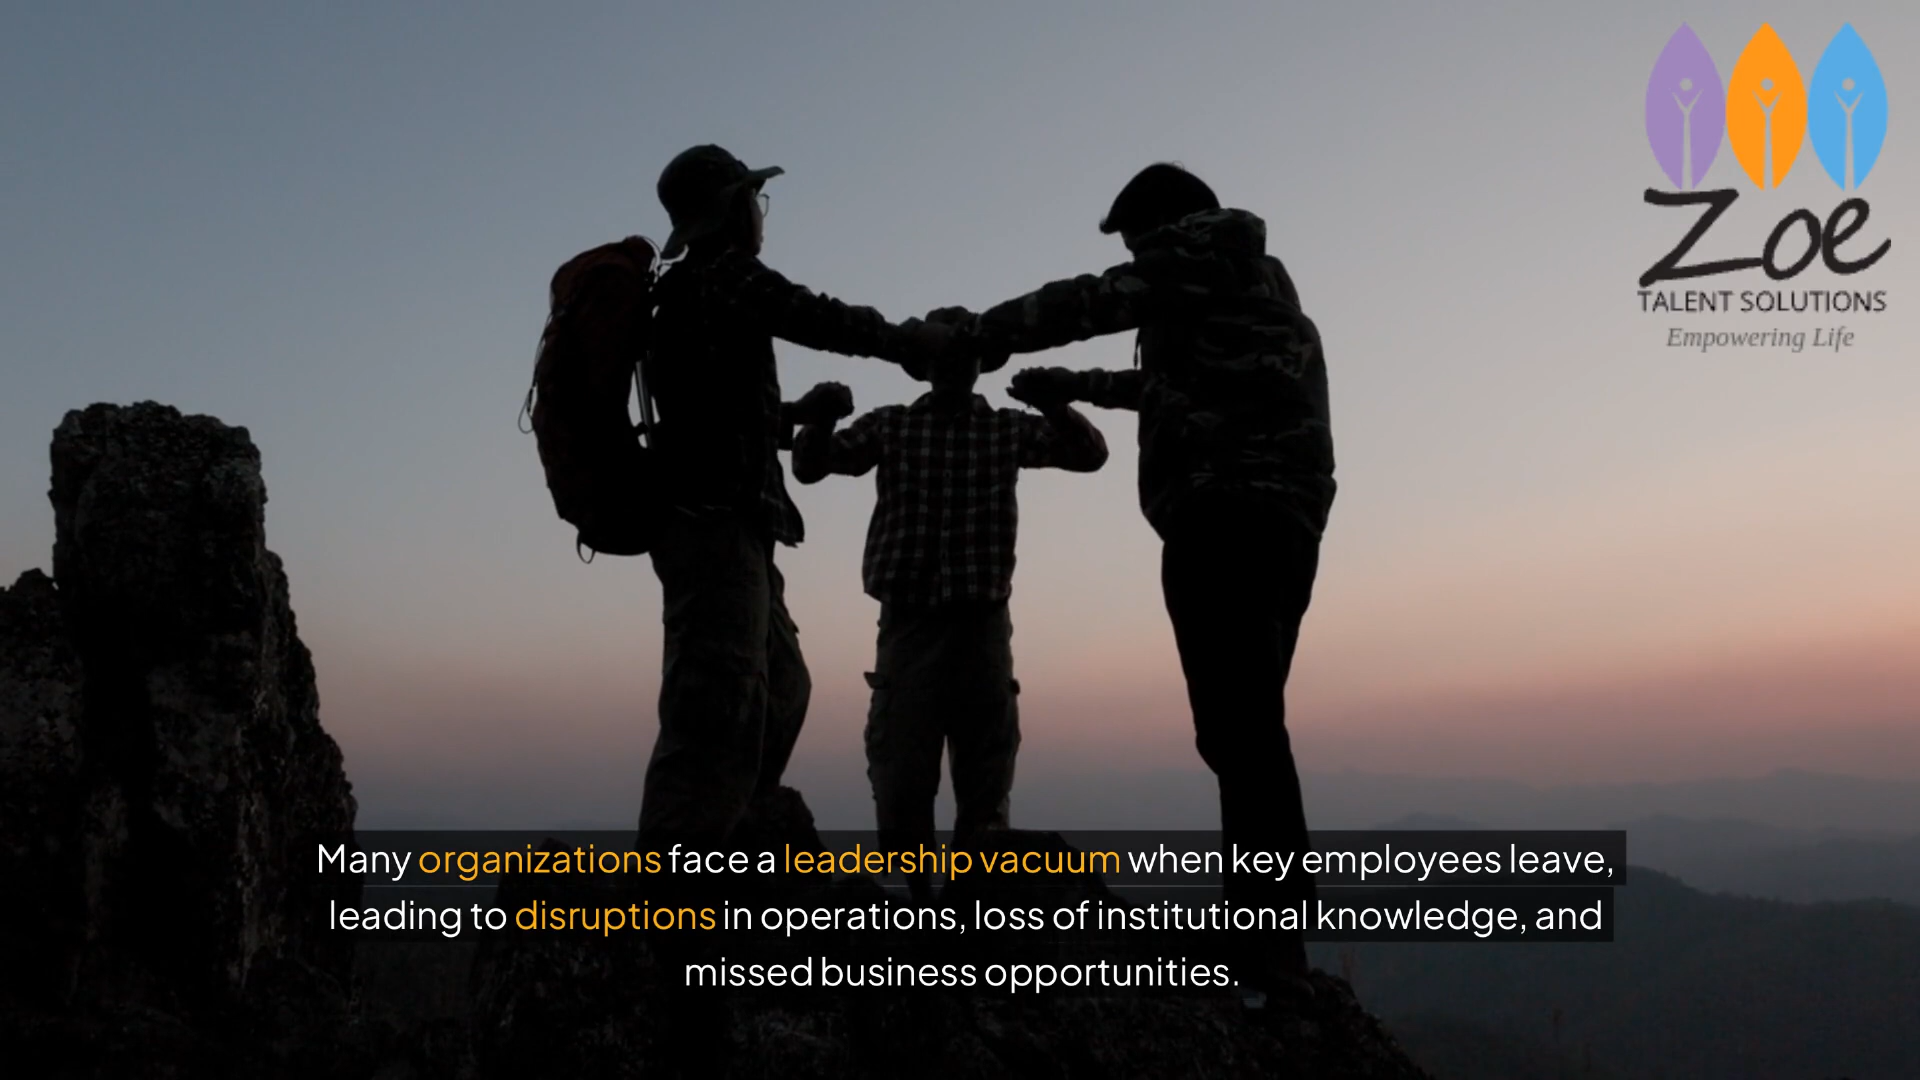 Zoe
TALENT SOLUTIONS
Empowering Life
Many organizations face a leadership vacuum when key employees leave,
leading to disruptions in operations, loss of institutional knowledge, and
missed business opportunities.